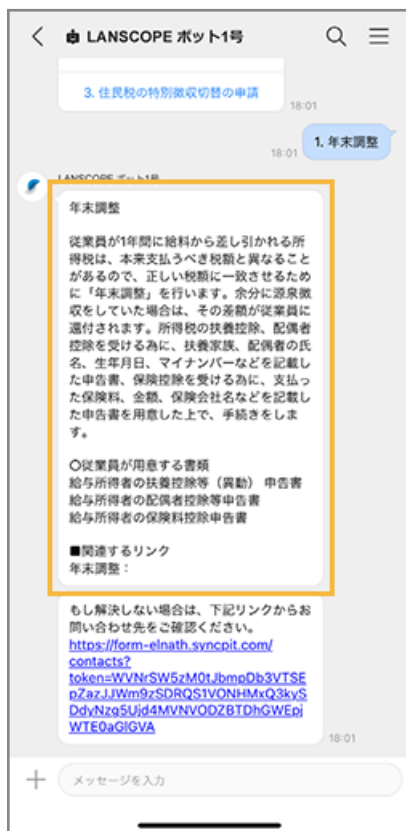 LANSCOPE ボット1号
3. 住民税の特別徴収切替の申請
18:01
1. 年末調整
18:01
LANSCOPE ボット1号
年末調整
従業員が1年間に給料から差し引かれる所
得税は、本来支払うべき税額と異なること
があるので、正しい税額に一致させるため
に「年末調整」を行います。余分に源泉徴
収をしていた場合は、その差額が従業員に
還付されます。所得税の扶養控除、配偶者
控除を受ける為に、扶養家族、配偶者の氏
名、生年月日、マイナンバーなどを記載し
た申告書、保険控除を受ける為に、支払っ
た保険料、金額、保険会社名などを記載し
た申告書を用意した上で、手続きをしま
す。
〇従業員が用意する書類
給与所得者の扶養控除等（異動） 申告書
給与所得者の配偶者控除等申告書
給与所得者の保険料控除申告書
■関連するリンク
年末調整：
もし解決しない場合は、下記リンクからお
問い合わせ先をご確認ください。
https://form-elnath.syncpit.com/
contacts?
token=WVNrSW5zM0tJbmpDb3VTSE
pZazJJWm9zSDRQS1VONHMxQ3kyS
DdyNzg5Ujd4MVNVODZBTDhGWEpj
WTE0aGlGVA
18:01
メッセージを入力